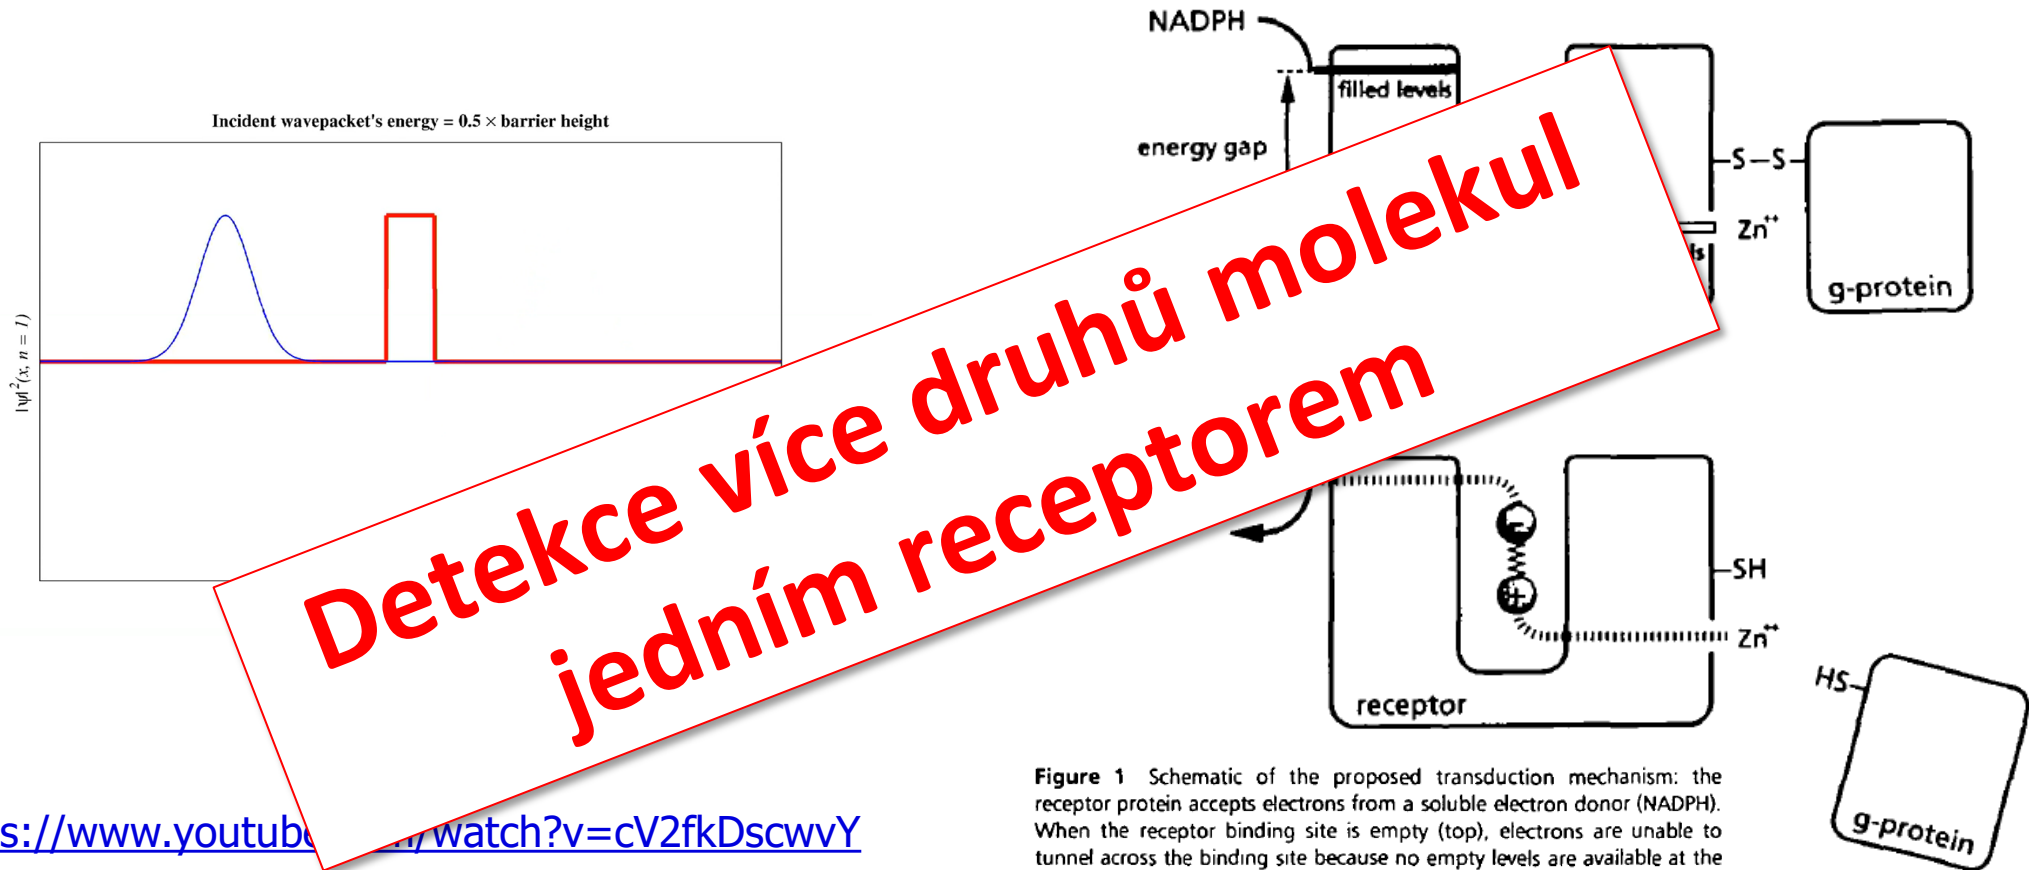 Incident wavepacket's energy = 0.5 × barrier height
|ψ|²(x, n = 1)
Detekce více druhů molekul
jedním receptorem
s://www.youtub
/watch?v=cV2fkDscwvY
NADPH
filled levels
energy gap
S–S
Zn⁺⁺
g-protein
SH
Zn⁺⁺
receptor
HS
g-protein
Figure 1 Schematic of the proposed transduction mechanism: the
receptor protein accepts electrons from a soluble electron donor (NADPH).
When the receptor binding site is empty (top), electrons are unable to
tunnel across the binding site because no empty levels are available at the